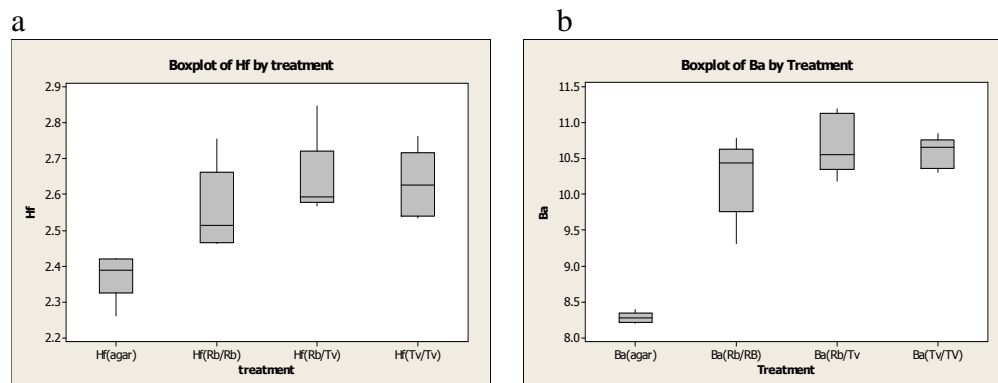 a
Boxplot of Hf by treatment
2.9
2.8
2.7
2.6
2.5
2.4
2.3
2.2
Hf
Hf(agar) Hf(Rb/Rb) Hf(Rb/Tv) Hf(Tv/Tv)
treatment
b
Boxplot of Ba by Treatment
11.5
11.0
10.5
10.0
9.5
9.0
8.5
8.0
Ba
Ba(agar) Ba(Rb/RB) Ba(Rb/Tv Ba(Tv/TV)
Treatment